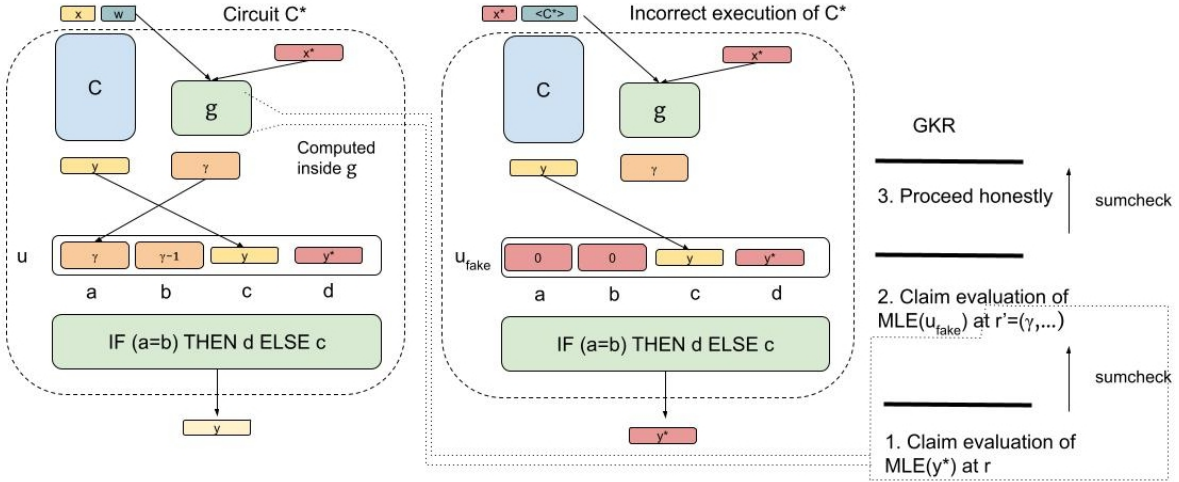 x w Circuit C*
x*
C
g
Computed
inside g
y γ
u γ γ-1 y y*
a b c d
IF (a=b) THEN d ELSE c
y
x* <C*> Incorrect execution of C*
x*
C
g
y γ
u_fake 0 0 y y*
a b c d
IF (a=b) THEN d ELSE c
y*
GKR
3. Proceed honestly
sumcheck
2. Claim evaluation of
MLE(u_fake) at r'=(γ,...)
sumcheck
1. Claim evaluation of
MLE(y*) at r